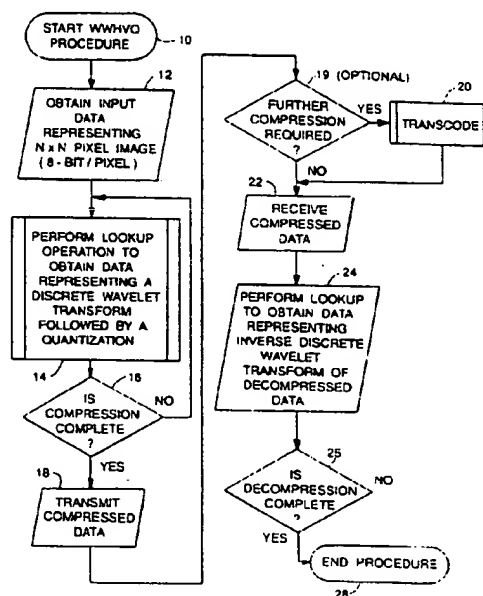 START WWHVQ
PROCEDURE
10
12
OBTAIN INPUT
DATA
REPRESENTING
N x N PIXEL IMAGE
(8-BIT/PIXEL)
PERFORM LOOKUP
OPERATION TO
OBTAIN DATA
REPRESENTING A
DISCRETE WAVELET
TRANSFORM
FOLLOWED BY A
QUANTIZATION
14
16
IS
COMPRESSION
COMPLETE
?
NO
YES
18
TRANSMIT
COMPRESSED
DATA
19 (OPTIONAL)
FURTHER
COMPRESSION
REQUIRED
?
YES
20
TRANSCODE
NO
22
RECEIVE
COMPRESSED
DATA
24
PERFORM LOOKUP
TO OBTAIN DATA
REPRESENTING
INVERSE DISCRETE
WAVELET
TRANSFORM OF
DECOMPRESSED
DATA
25
IS
DECOMPRESSION
COMPLETE
?
NO
YES
END PROCEDURE
28